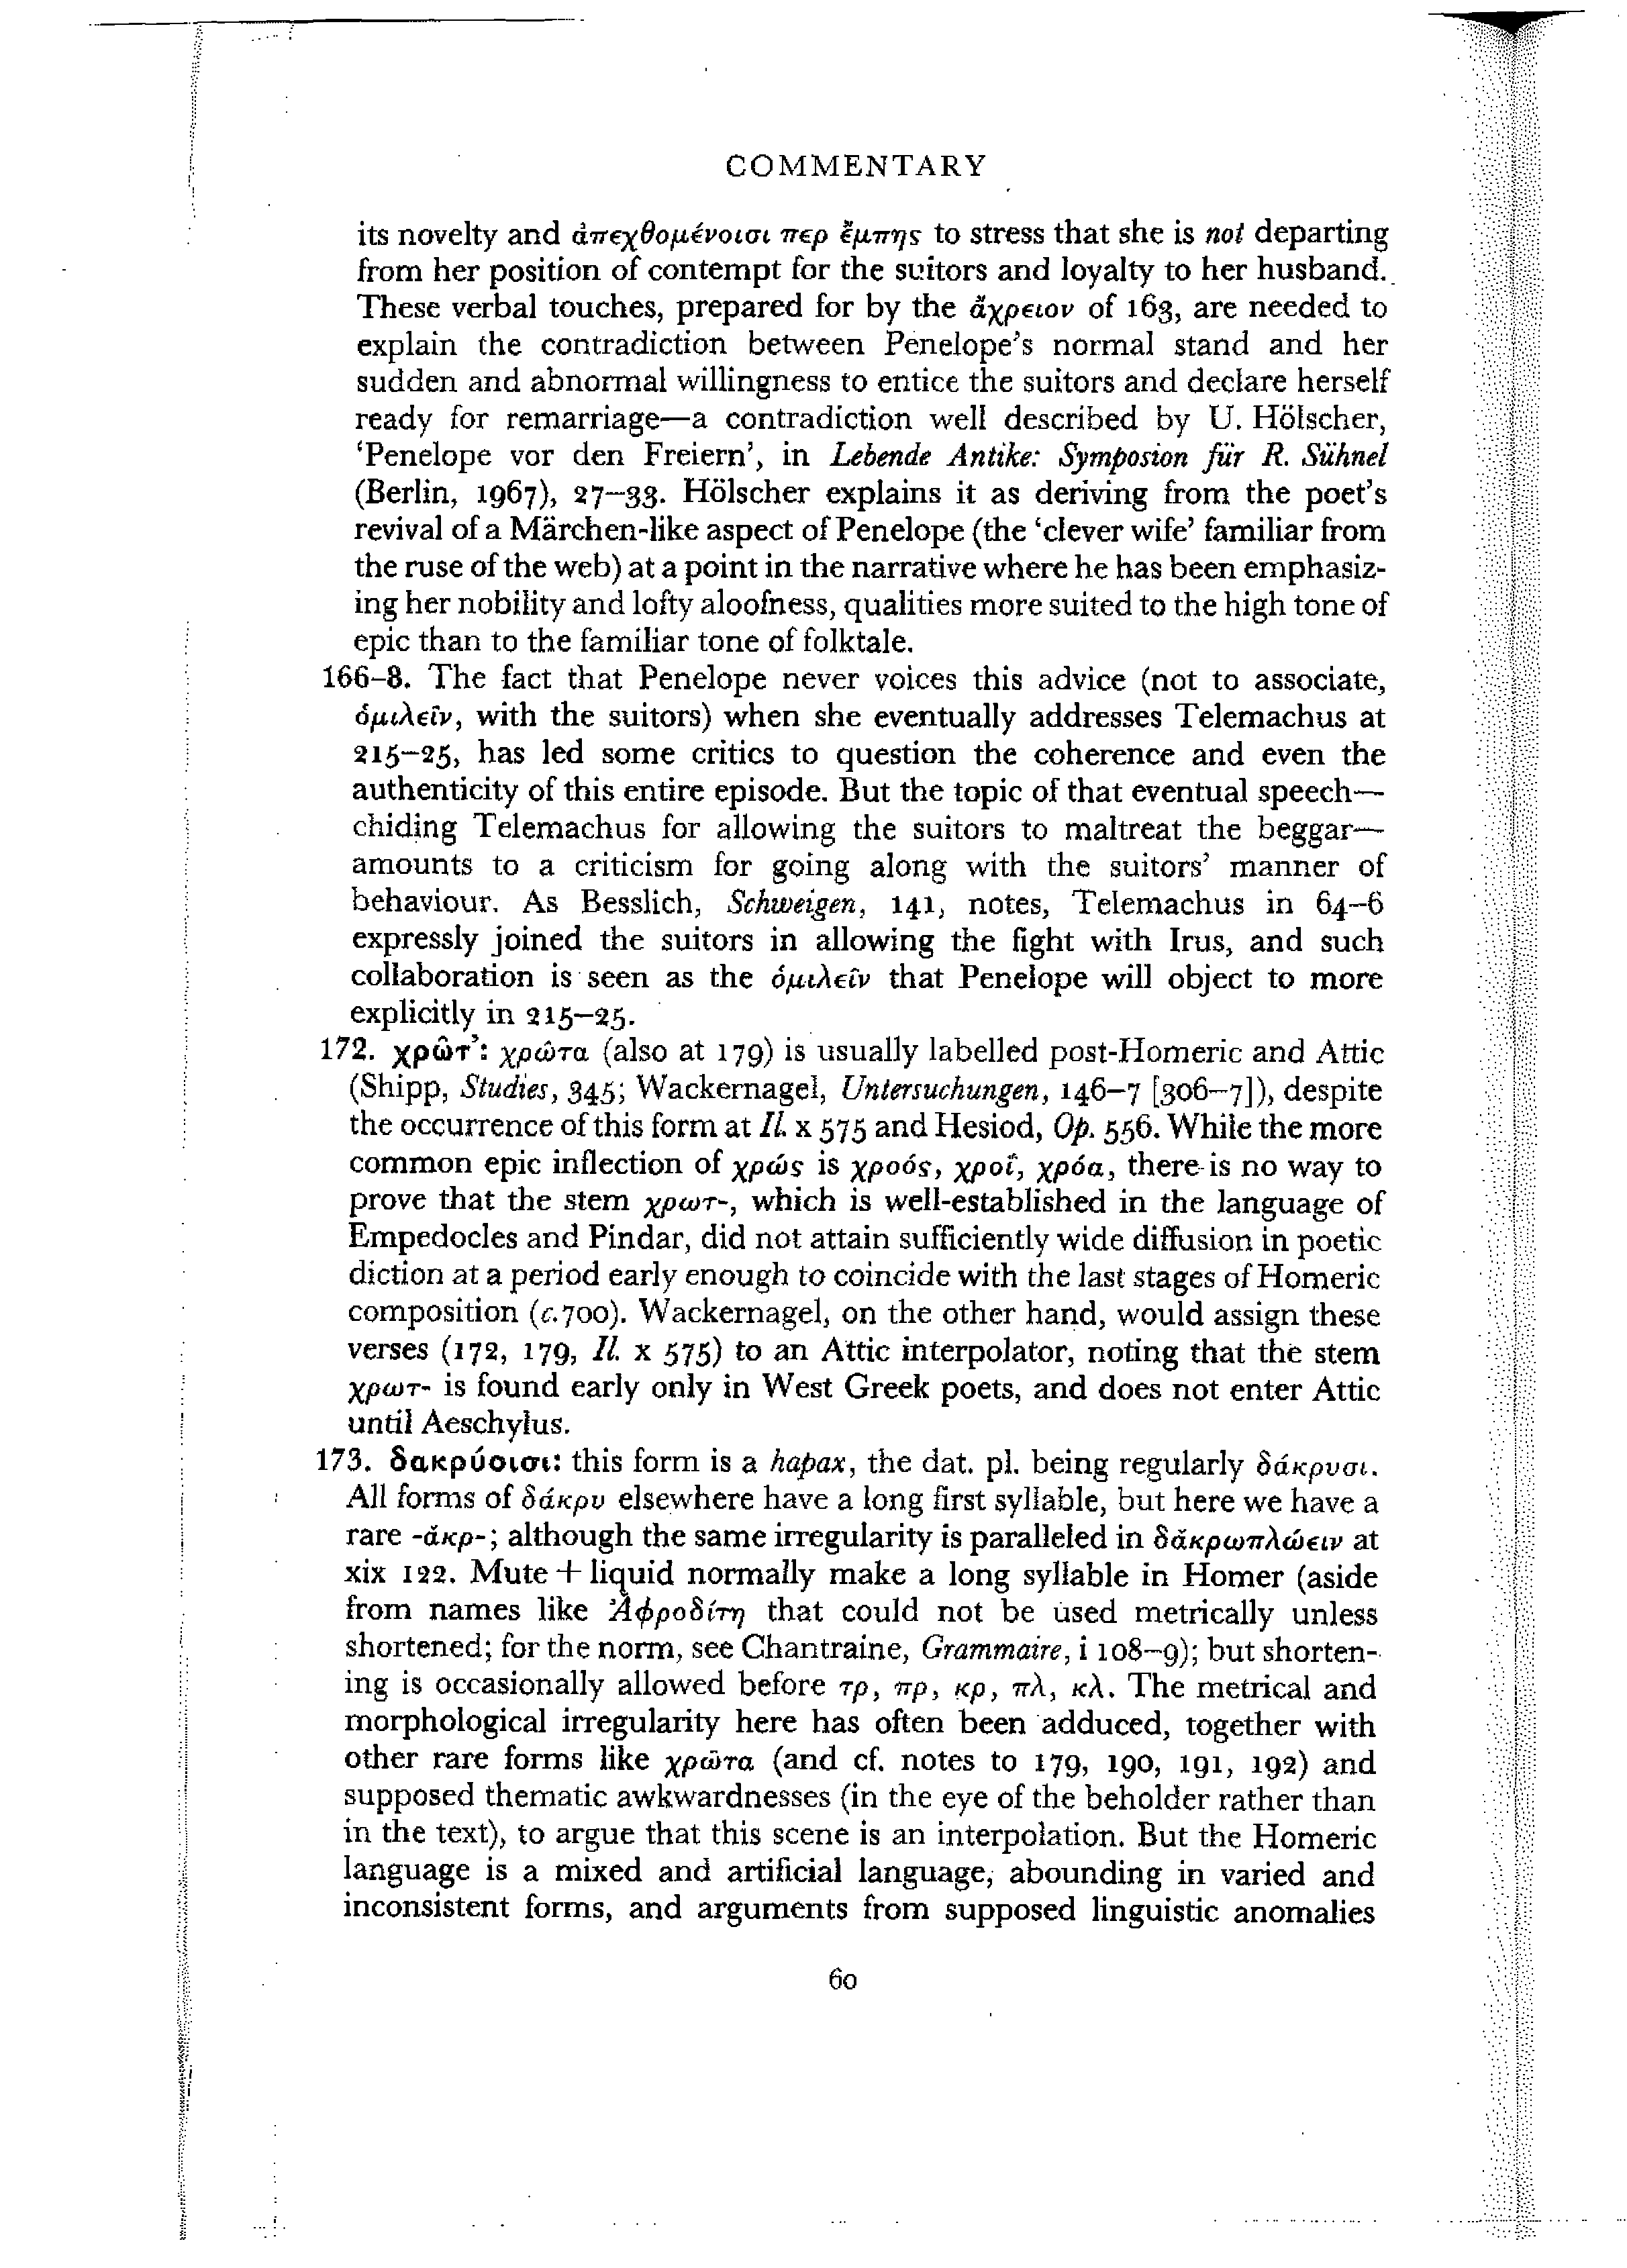 COMMENTARY
its novelty and ἀπεχθομένοισι περ ἔμπης to stress that she is not departing
from her position of contempt for the suitors and loyalty to her husband.
These verbal touches, prepared for by the ἄχρειον of 163, are needed to
explain the contradiction between Penelope's normal stand and her
sudden and abnormal willingness to entice the suitors and declare herself
ready for remarriage—a contradiction well described by U. Hölscher,
‘Penelope vor den Freiern’, in Lebende Antike: Symposion für R. Sühnel
(Berlin, 1967), 27–33. Hölscher explains it as deriving from the poet's
revival of a Märchen-like aspect of Penelope (the ‘clever wife’ familiar from
the ruse of the web) at a point in the narrative where he has been emphasiz-
ing her nobility and lofty aloofness, qualities more suited to the high tone of
epic than to the familiar tone of folktale.
166–8. The fact that Penelope never voices this advice (not to associate,
ὁμιλεῖν, with the suitors) when she eventually addresses Telemachus at
215–25, has led some critics to question the coherence and even the
authenticity of this entire episode. But the topic of that eventual speech—
chiding Telemachus for allowing the suitors to maltreat the beggar—
amounts to a criticism for going along with the suitors' manner of
behaviour. As Besslich, Schweigen, 141, notes, Telemachus in 64–6
expressly joined the suitors in allowing the fight with Irus, and such
collaboration is seen as the ὁμιλεῖν that Penelope will object to more
explicitly in 215–25.
172. χρῶτ’: χρῶτα (also at 179) is usually labelled post-Homeric and Attic
(Shipp, Studies, 345; Wackernagel, Untersuchungen, 146–7 [306–7]), despite
the occurrence of this form at Il. x 575 and Hesiod, Op. 556. While the more
common epic inflection of χρώς is χροός, χροΐ, χρόα, there is no way to
prove that the stem χρωτ-, which is well-established in the language of
Empedocles and Pindar, did not attain sufficiently wide diffusion in poetic
diction at a period early enough to coincide with the last stages of Homeric
composition (c.700). Wackernagel, on the other hand, would assign these
verses (172, 179, Il. x 575) to an Attic interpolator, noting that the stem
χρωτ- is found early only in West Greek poets, and does not enter Attic
until Aeschylus.
173. δακρύοισι: this form is a hapax, the dat. pl. being regularly δάκρυσι.
All forms of δάκρυ elsewhere have a long first syllable, but here we have a
rare -ᾰκρ-; although the same irregularity is paralleled in δᾰκρωπλώειν at
xix 122. Mute + liquid normally make a long syllable in Homer (aside
from names like Ἀφροδίτη that could not be used metrically unless
shortened; for the norm, see Chantraine, Grammaire, i 108–9); but shorten-
ing is occasionally allowed before τρ, πρ, κρ, πλ, κλ. The metrical and
morphological irregularity here has often been adduced, together with
other rare forms like χρῶτα (and cf. notes to 179, 190, 191, 192) and
supposed thematic awkwardnesses (in the eye of the beholder rather than
in the text), to argue that this scene is an interpolation. But the Homeric
language is a mixed and artificial language, abounding in varied and
inconsistent forms, and arguments from supposed linguistic anomalies
60